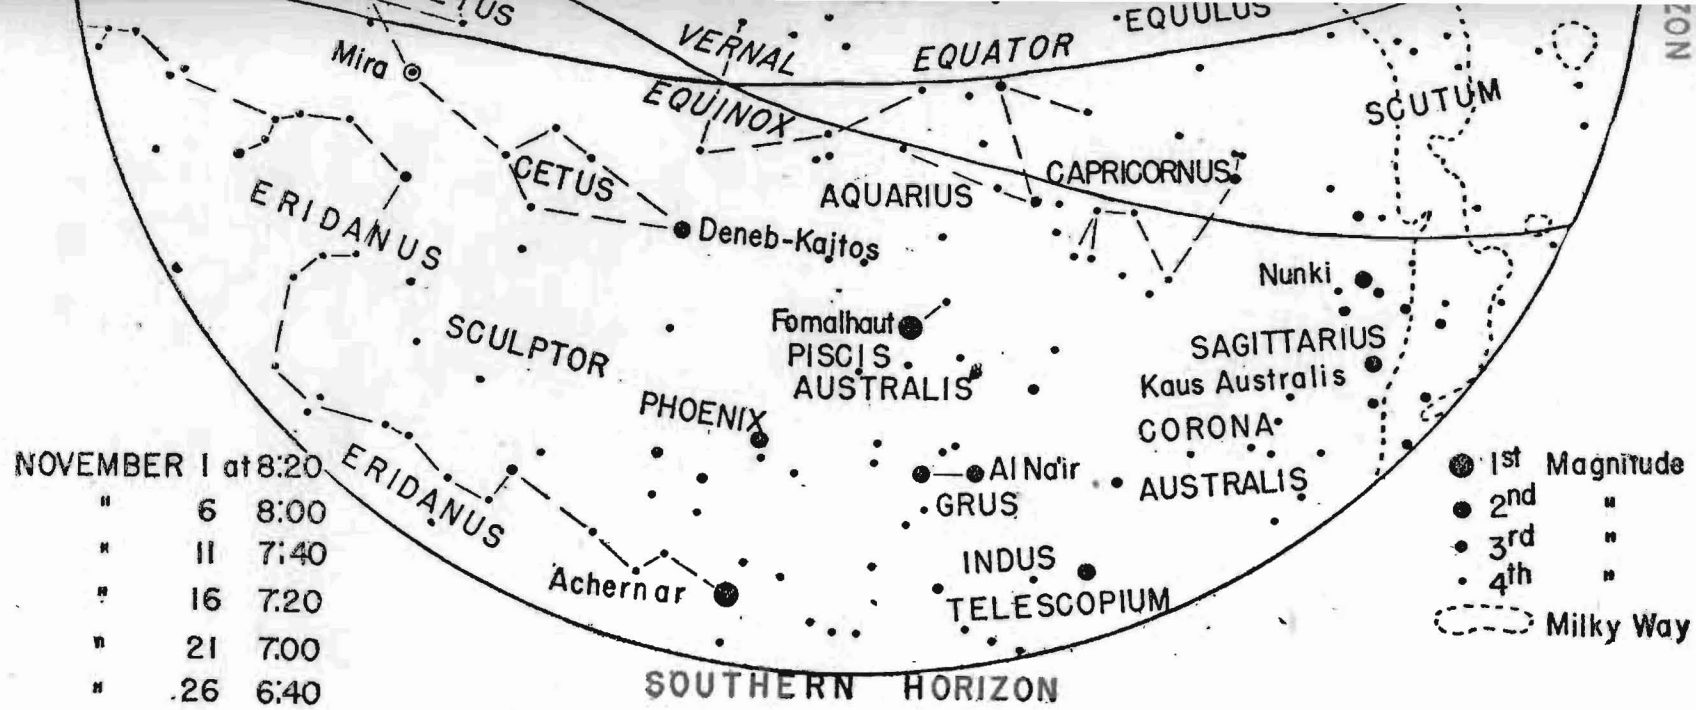 EQUULUS
VERNAL
EQUATOR
Mira
EQUINOX
SCUTUM
CETUS
CAPRICORNUS
AQUARIUS
ERIDANUS
Deneb-Kaitos
Nunki
Fomalhaut
SCULPTOR
PISCIS
SAGITTARIUS
AUSTRALIS
Kaus Australis
PHOENIX
CORONA
NOVEMBER 1 at 8:20
ERIDANUS
Al Na'ir
AUSTRALIS
1st Magnitude
" 6 8:00
GRUS
2nd "
" 11 7:40
INDUS
3rd "
4th "
Achernar
" 16 7:20
TELESCOPIUM
Milky Way
" 21 7:00
" 26 6:40
SOUTHERN HORIZON